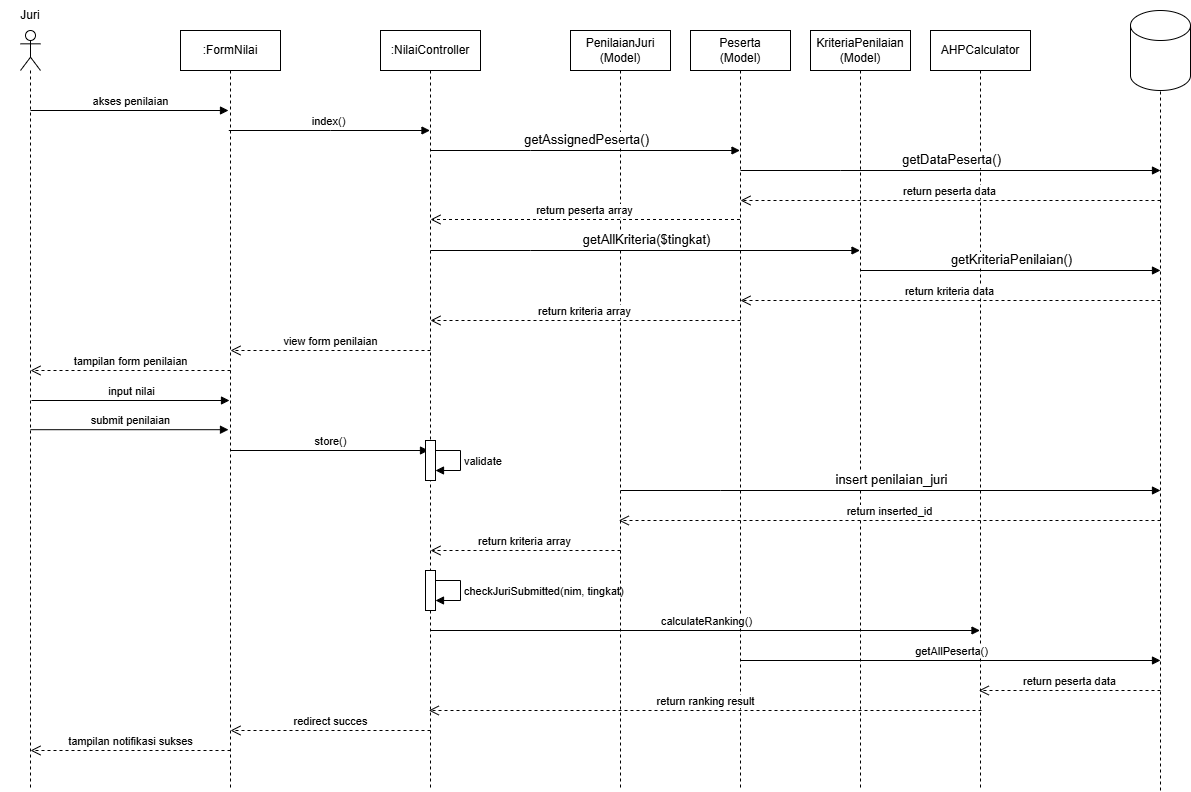 Juri
:FormNilai
:NilaiController
PenilaianJuri
(Model)
Peserta
(Model)
KriteriaPenilaian
(Model)
AHPCalculator
akses penilaian
index()
getAssignedPeserta()
getDataPeserta()
return peserta data
return peserta array
getAllKriteria($tingkat)
getKriteriaPenilaian()
return kriteria data
return kriteria array
view form penilaian
tampilan form penilaian
input nilai
submit penilaian
store()
validate
insert penilaian_juri
return inserted_id
return kriteria array
checkJuriSubmitted(nim, tingkat)
calculateRanking()
getAllPeserta()
return peserta data
return ranking result
redirect succes
tampilan notifikasi sukses